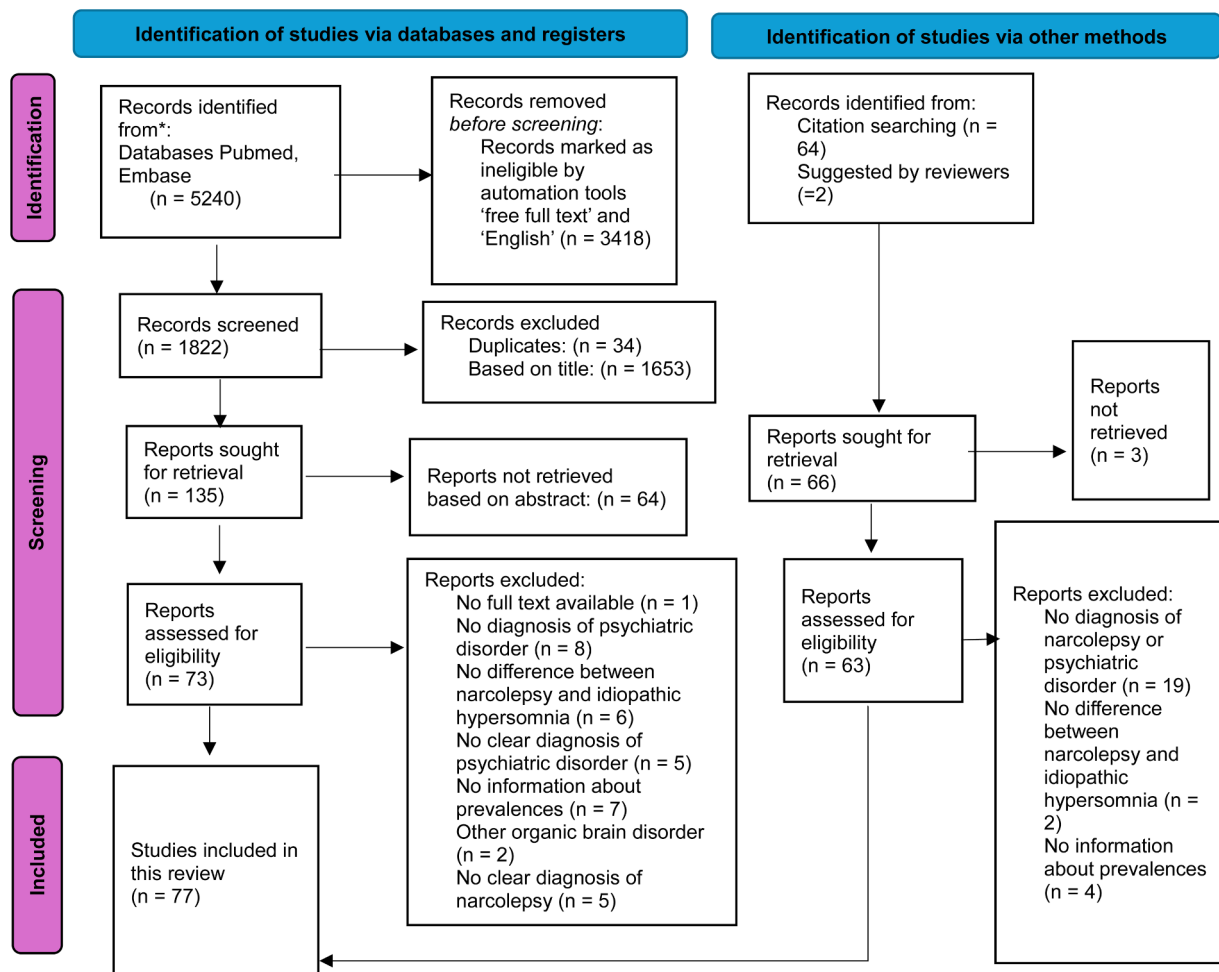 Identification of studies via databases and registers
Identification of studies via other methods
Identification
Records identified
from*:
Databases Pubmed,
Embase
(n = 5240)
Records removed
before screening:
Records marked as
ineligible by
automation tools
‘free full text’ and
‘English’ (n = 3418)
Records identified from:
Citation searching (n =
64)
Suggested by reviewers
(=2)
Screening
Records screened
(n = 1822)
Records excluded
Duplicates: (n = 34)
Based on title: (n = 1653)
Reports sought
for retrieval
(n = 135)
Reports not retrieved
based on abstract: (n = 64)
Reports sought for
retrieval
(n = 66)
Reports
not
retrieved
(n = 3)
Reports
assessed for
eligibility
(n = 73)
Reports excluded:
No full text available (n = 1)
No diagnosis of psychiatric
disorder (n = 8)
No difference between
narcolepsy and idiopathic
hypersomnia (n = 6)
No clear diagnosis of
psychiatric disorder (n = 5)
No information about
prevalences (n = 7)
Other organic brain disorder
(n = 2)
No clear diagnosis of
narcolepsy (n = 5)
Reports
assessed for
eligibility
(n = 63)
Reports excluded:
No diagnosis of
narcolepsy or
psychiatric
disorder (n = 19)
No difference
between
narcolepsy and
idiopathic
hypersomnia (n =
2)
No information
about prevalences
(n = 4)
Included
Studies included in
this review
(n = 77)